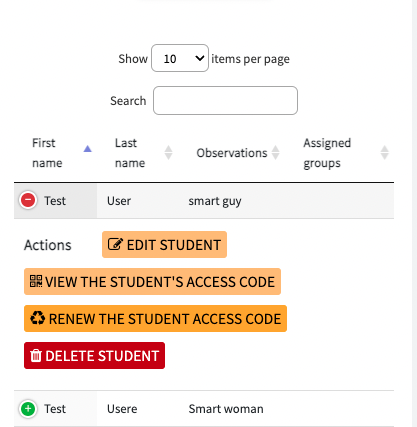 Show 10 items per page
Search
First name Last name Observations Assigned groups
Test User smart guy
Actions EDIT STUDENT
VIEW THE STUDENT'S ACCESS CODE
RENEW THE STUDENT ACCESS CODE
DELETE STUDENT
Test Usere Smart woman